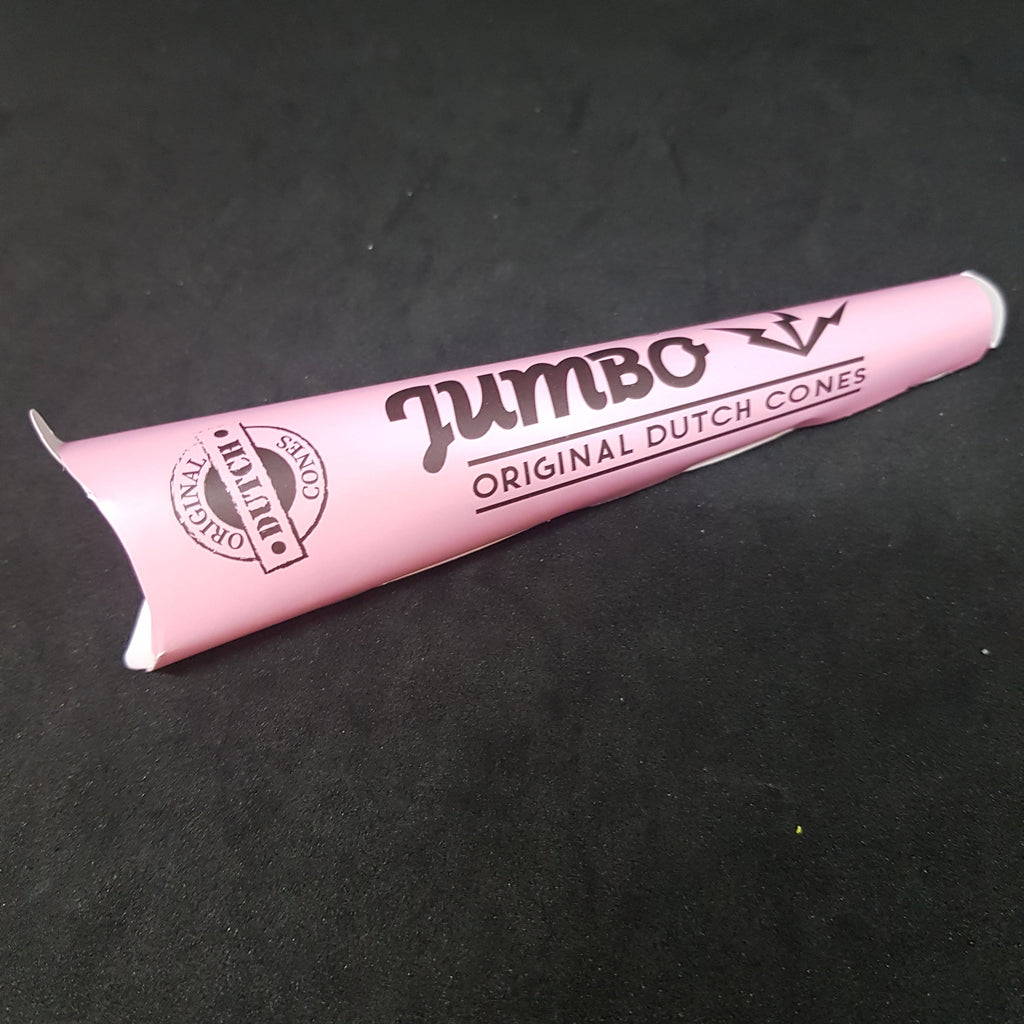 JUMBO
ORIGINAL DUTCH CONES
ORIGINAL
DUTCH
CONES